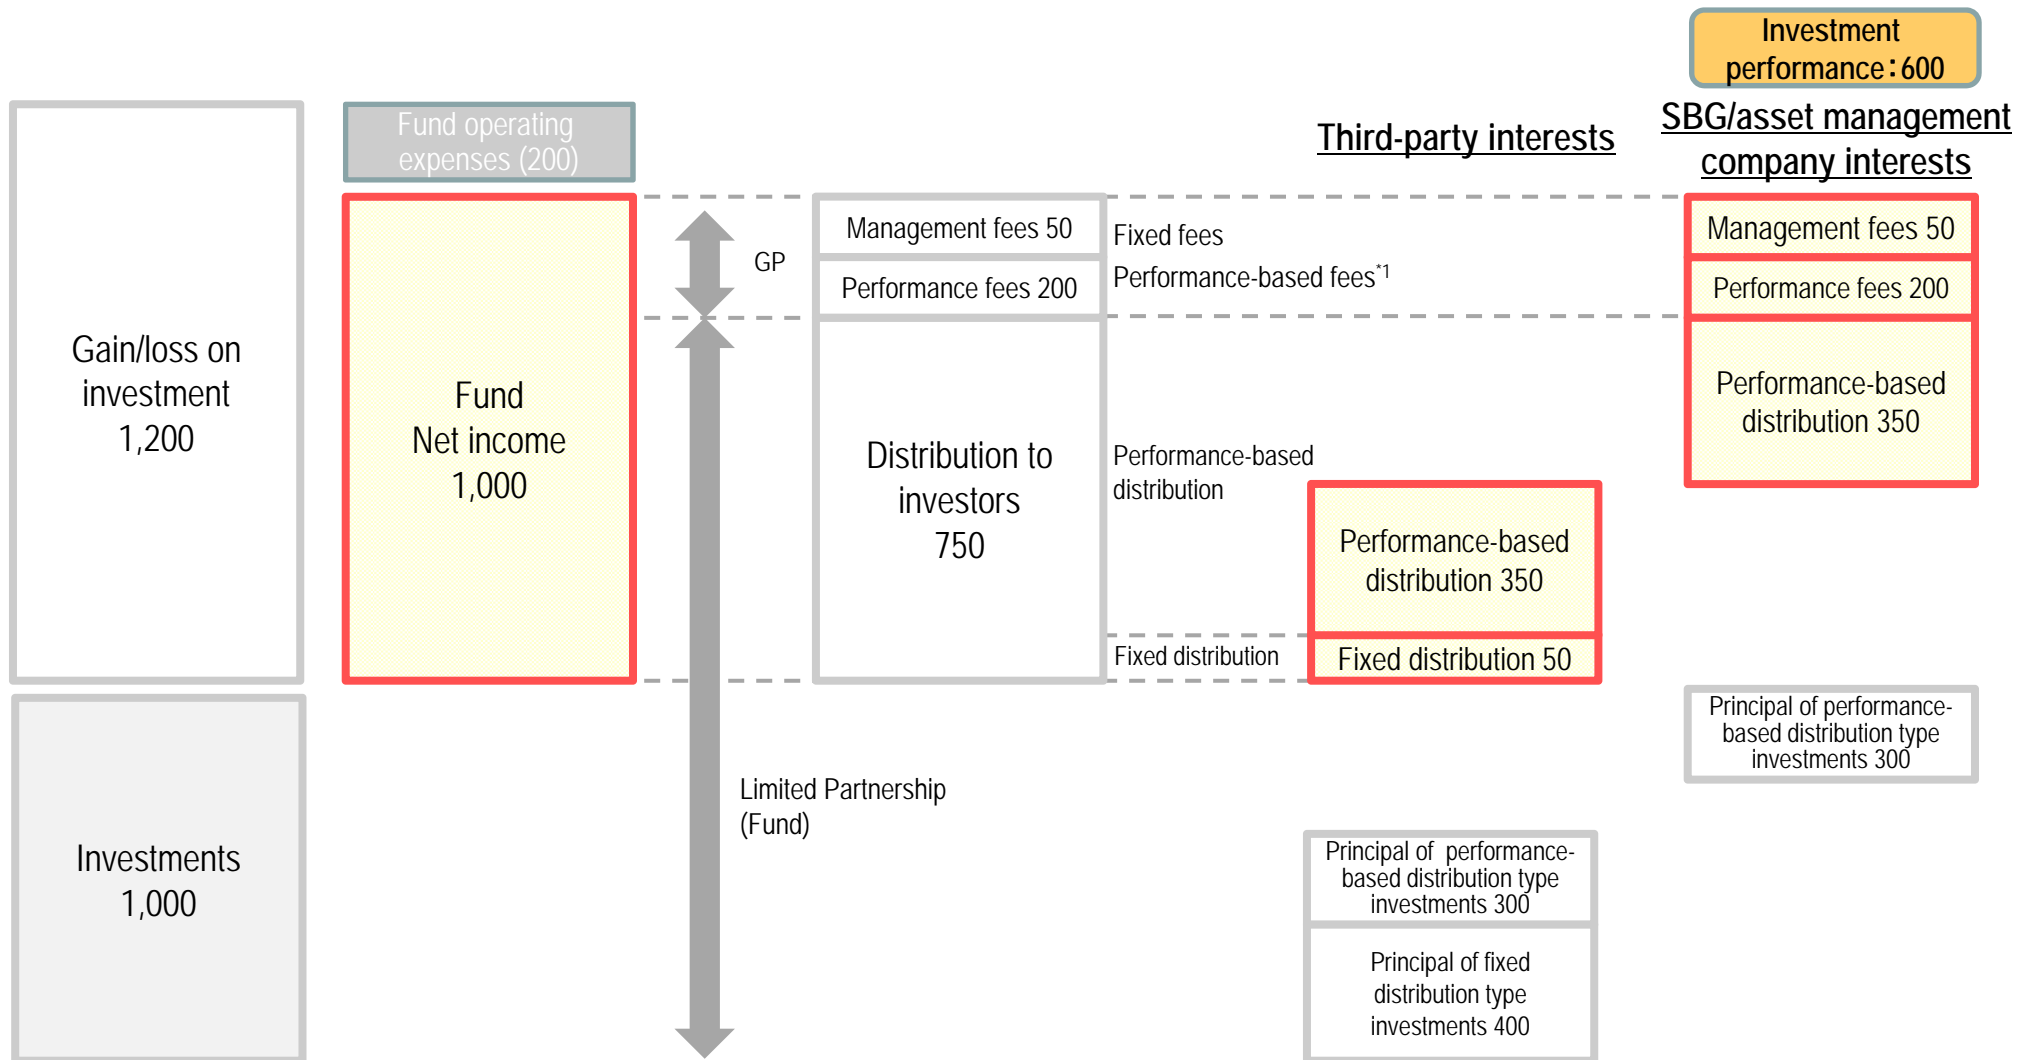 Investment
performance：600
Gain/loss on
investment
1,200
Investments
1,000
Fund operating
expenses (200)
Fund
Net income
1,000
GP
Limited Partnership
(Fund)
Management fees 50
Performance fees 200
Distribution to
investors
750
Fixed fees
Performance-based fees*1
Performance-based
distribution
Fixed distribution
Third-party interests
Performance-based
distribution 350
Fixed distribution 50
Principal of performance-
based distribution type
investments 300
Principal of fixed
distribution type
investments 400
SBG/asset management
company interests
Management fees 50
Performance fees 200
Performance-based
distribution 350
Principal of performance-
based distribution type
investments 300